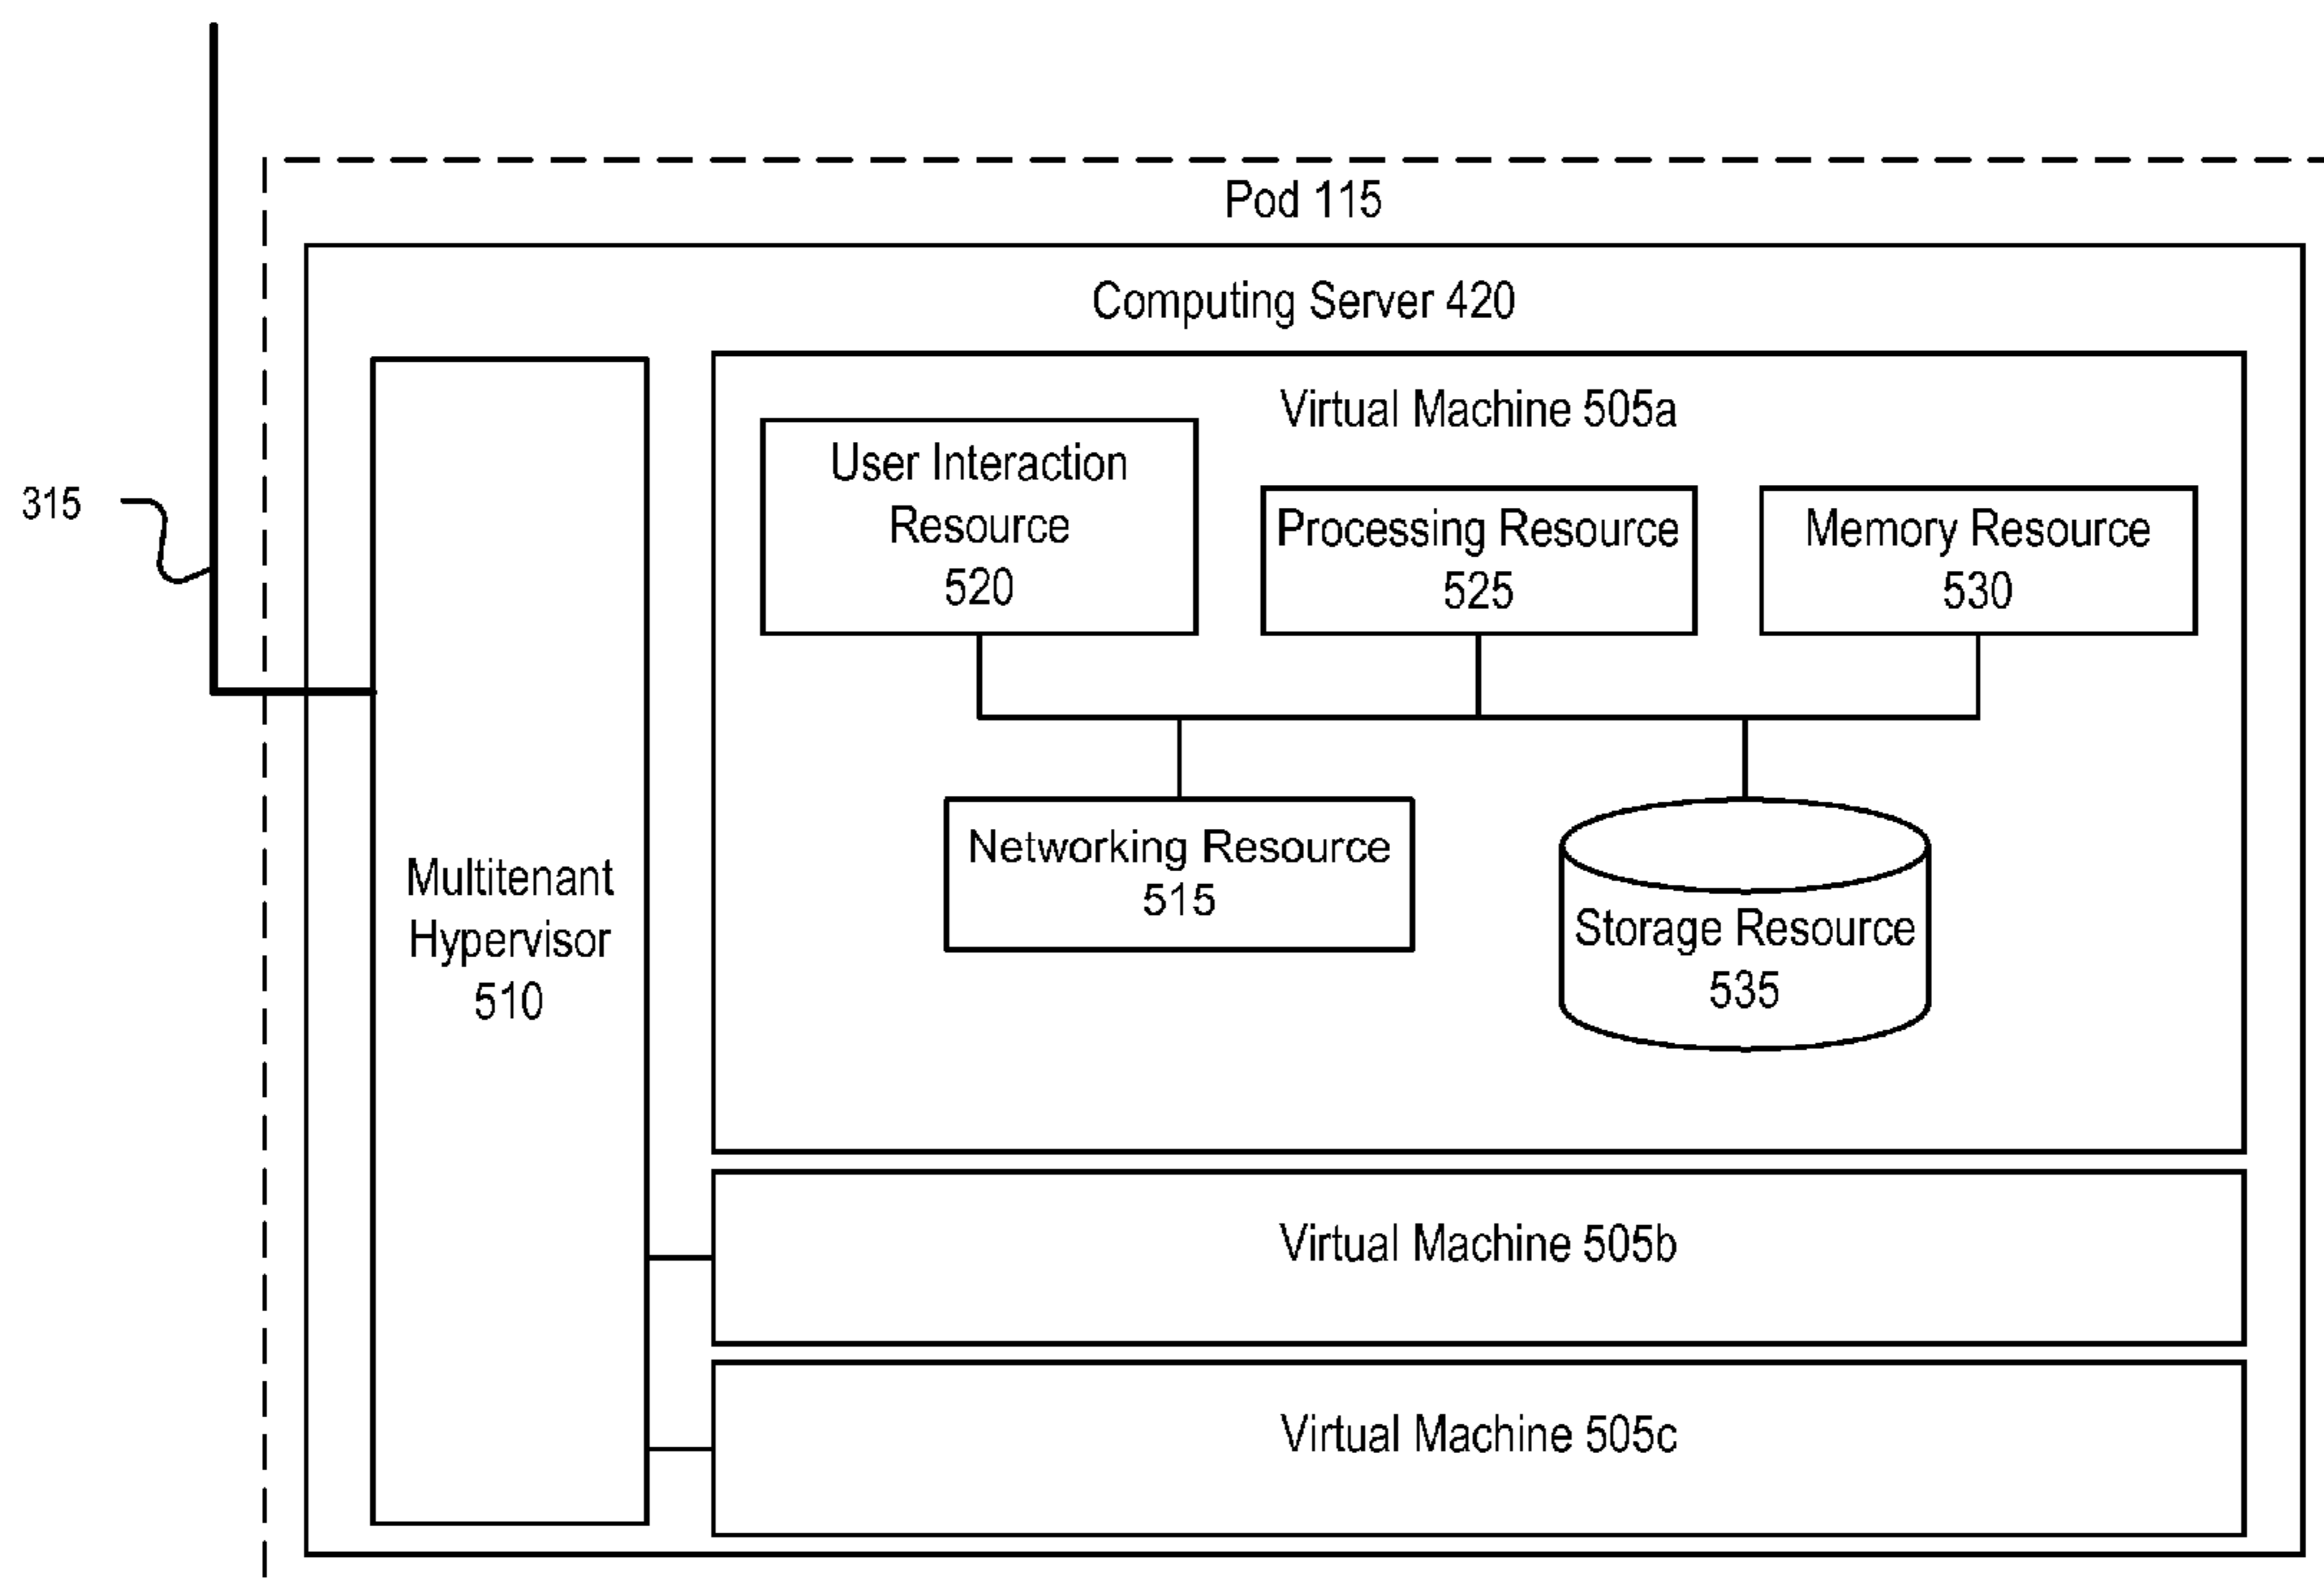 Pod 115
Computing Server 420
Virtual Machine 505a
User Interaction
Resource
520
Processing Resource
525
Memory Resource
530
315
Networking Resource
515
Storage Resource
535
Multitenant
Hypervisor
510
Virtual Machine 505b
Virtual Machine 505c